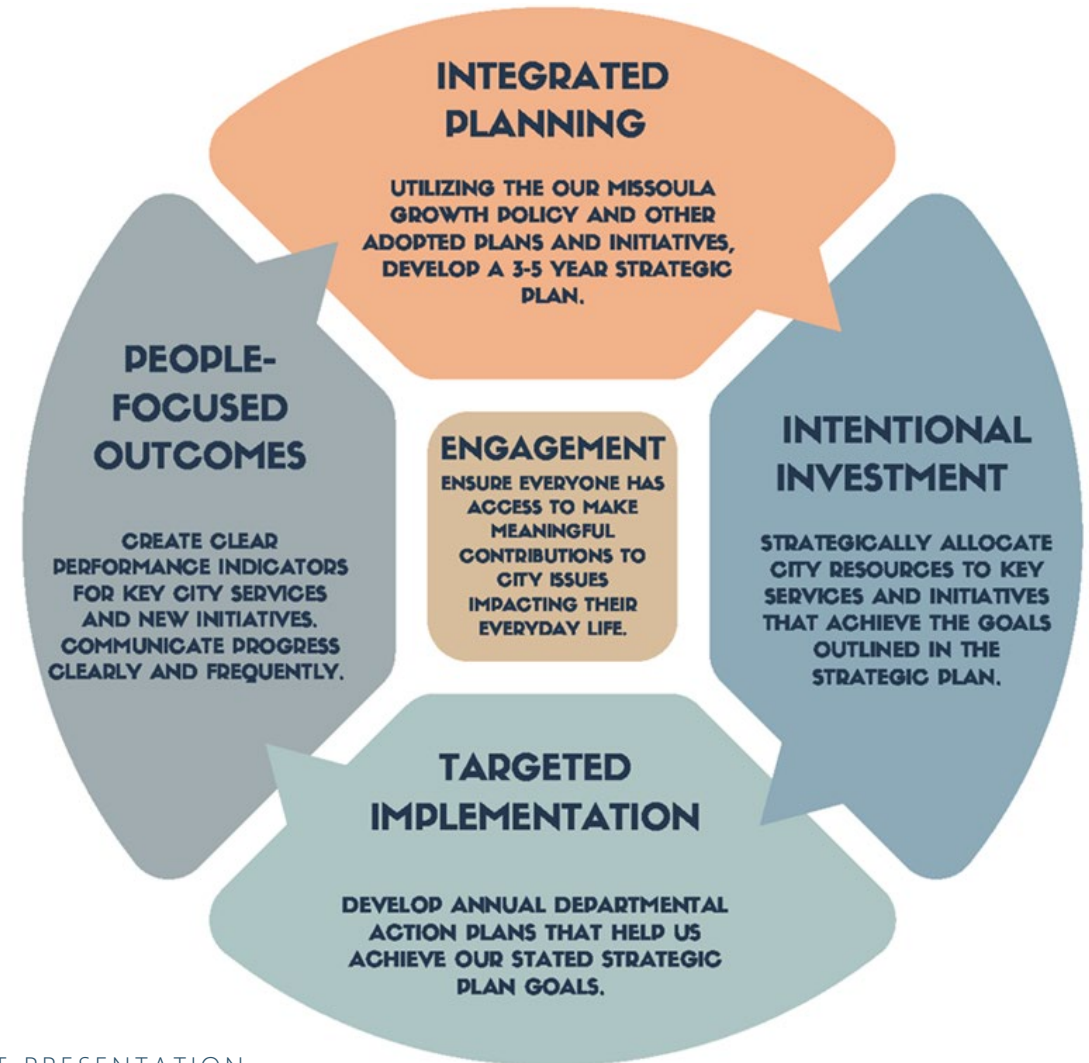 INTEGRATED
PLANNING
UTILIZING THE OUR MISSOULA
GROWTH POLICY AND OTHER
ADOPTED PLANS AND INITIATIVES,
DEVELOP A 3-5 YEAR STRATEGIC
PLAN.
INTENTIONAL
INVESTMENT
STRATEGICALLY ALLOCATE
CITY RESOURCES TO KEY
SERVICES AND INITIATIVES
THAT ACHIEVE THE GOALS
OUTLINED IN THE
STRATEGIC PLAN.
TARGETED
IMPLEMENTATION
DEVELOP ANNUAL DEPARTMENTAL
ACTION PLANS THAT HELP US
ACHIEVE OUR STATED STRATEGIC
PLAN GOALS.
PEOPLE-
FOCUSED
OUTCOMES
CREATE CLEAR
PERFORMANCE INDICATORS
FOR KEY CITY SERVICES
AND NEW INITIATIVES.
COMMUNICATE PROGRESS
CLEARLY AND FREQUENTLY.
ENGAGEMENT
ENSURE EVERYONE HAS
ACCESS TO MAKE
MEANINGFUL
CONTRIBUTIONS TO
CITY ISSUES
IMPACTING THEIR
EVERYDAY LIFE.
PRESENTATION